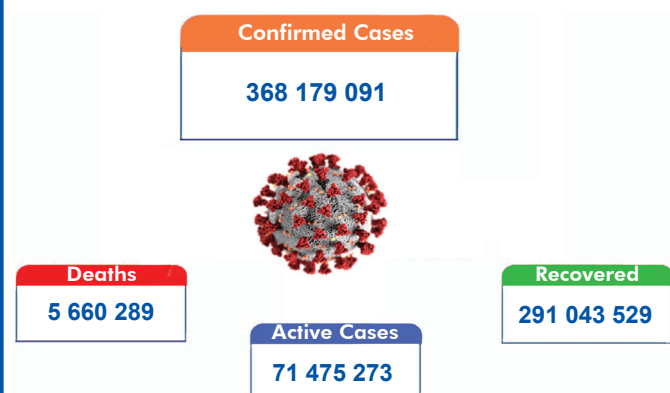 Confirmed Cases
368 179 091
Deaths
5 660 289
Recovered
291 043 529
Active Cases
71 475 273